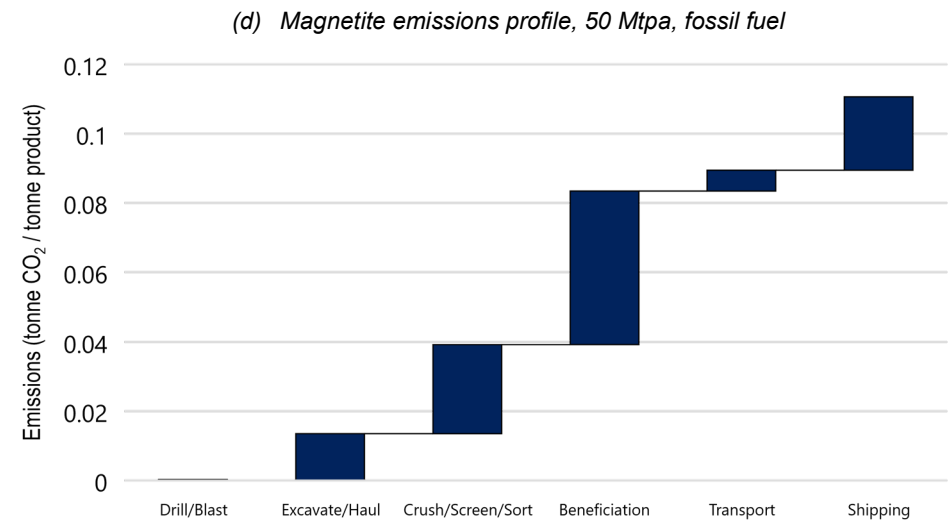 (d) Magnetite emissions profile, 50 Mtpa, fossil fuel
Emissions (tonne CO₂ / tonne product)
0.12
0.1
0.08
0.06
0.04
0.02
0
Drill/Blast
Excavate/Haul
Crush/Screen/Sort
Beneficiation
Transport
Shipping